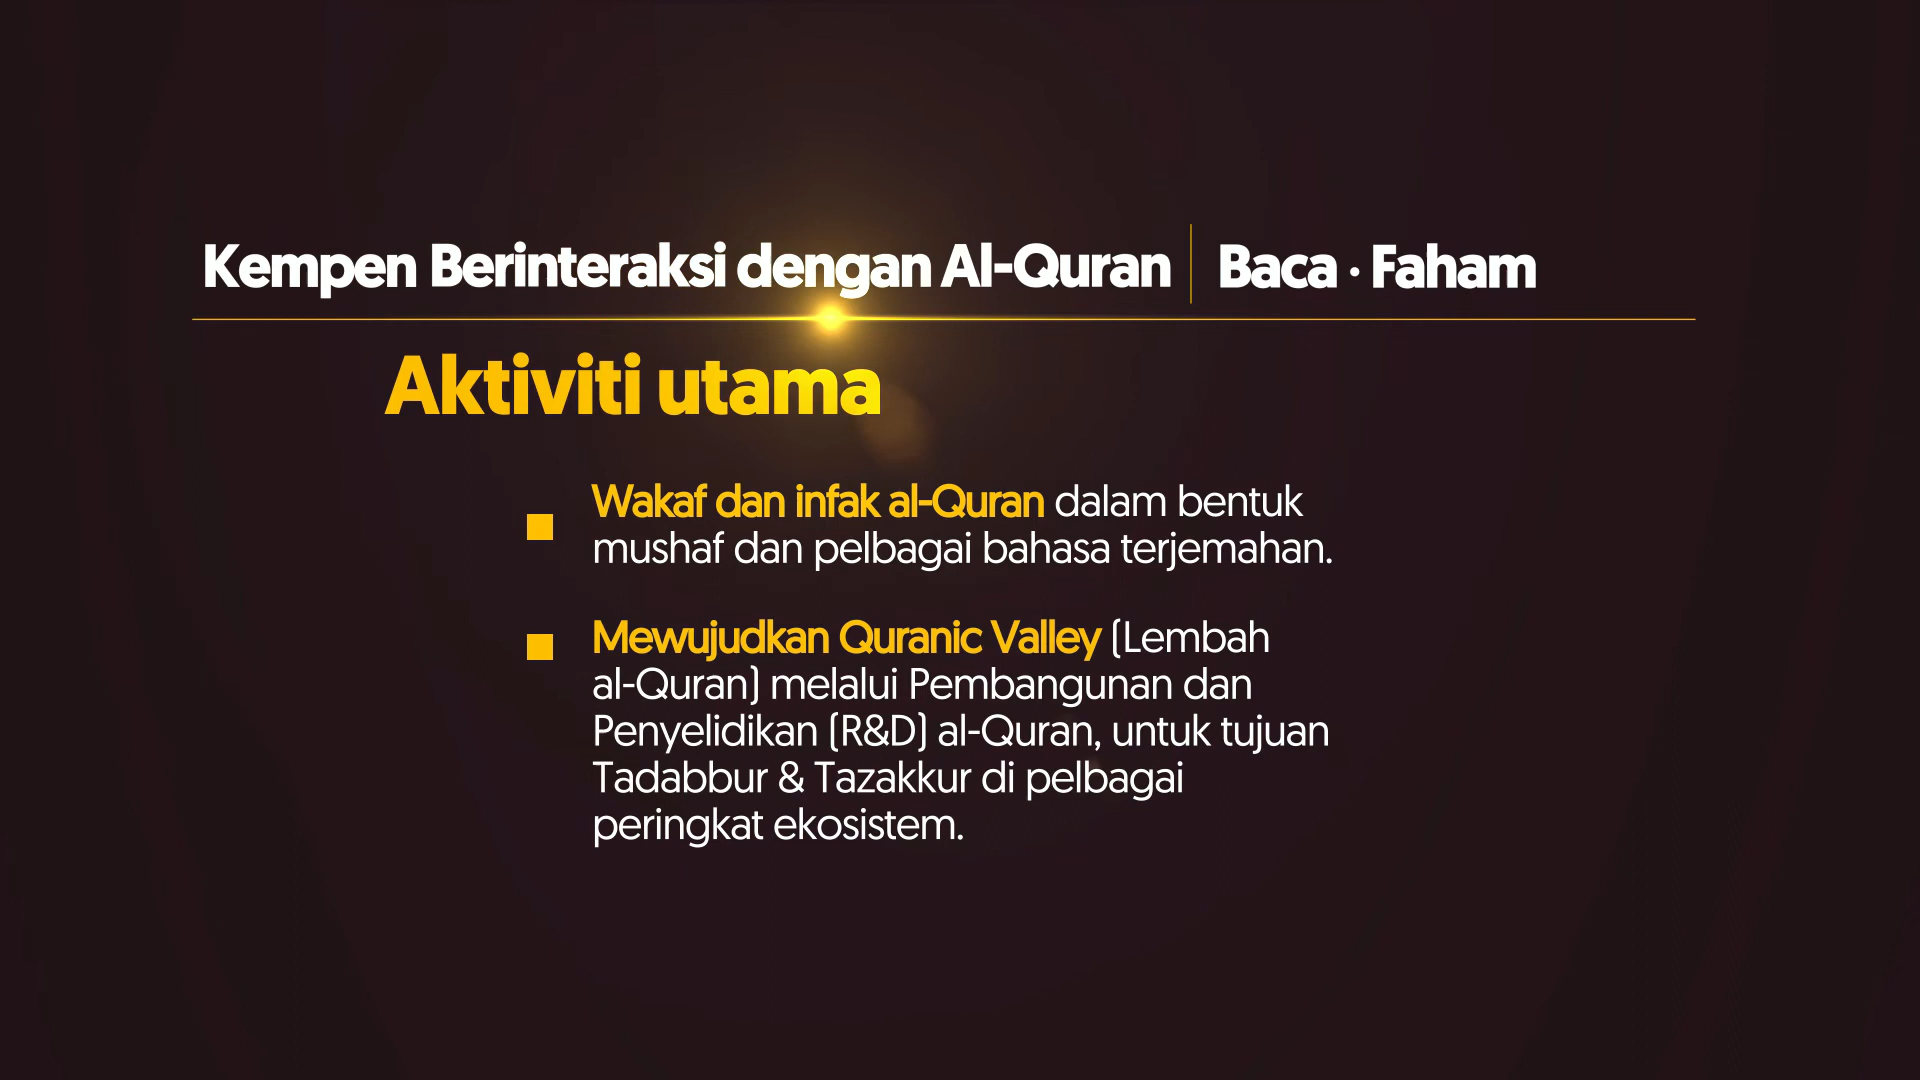 Kempen Berinteraksi dengan Al-Quran | Baca · Faham
Aktiviti utama
■ Wakaf dan infak al-Quran dalam bentuk
mushaf dan pelbagai bahasa terjemahan.
■ Mewujudkan Quranic Valley (Lembah
al-Quran) melalui Pembangunan dan
Penyelidikan (R&D) al-Quran, untuk tujuan
Tadabbur & Tazakkur di pelbagai
peringkat ekosistem.